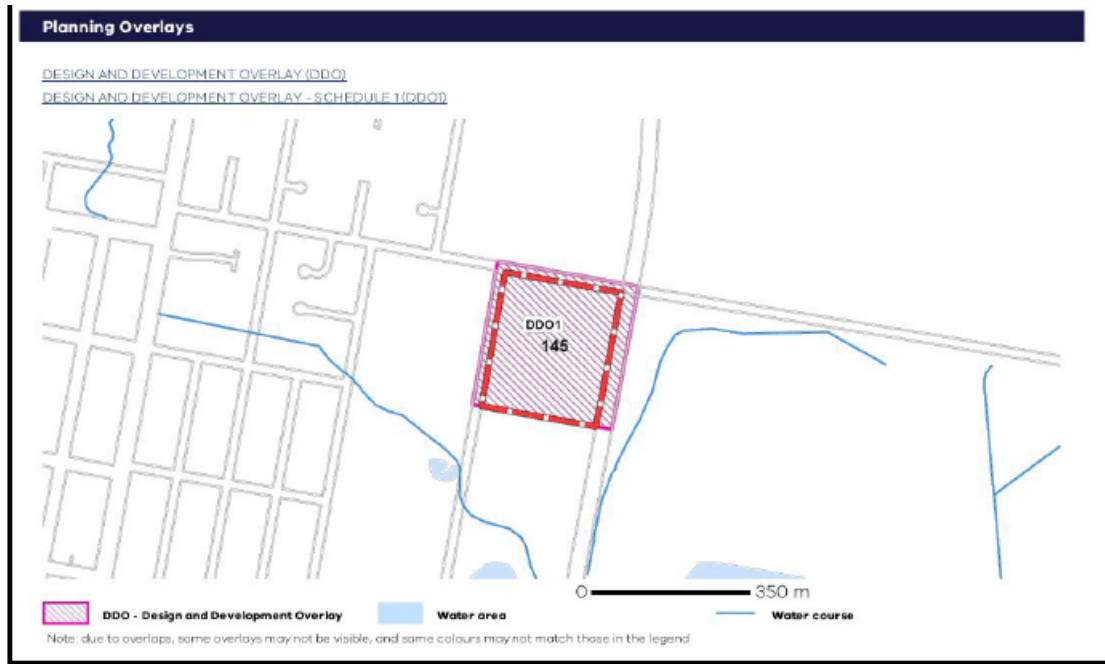 Planning Overlays
DESIGN AND DEVELOPMENT OVERLAY (DDO)
DESIGN AND DEVELOPMENT OVERLAY - SCHEDULE 1 (DDO1)
DDO1
145
0 350 m
DDO - Design and Development Overlay Water area Water course
Note: due to overlaps, some overlays may not be visible, and some colours may not match those in the legend